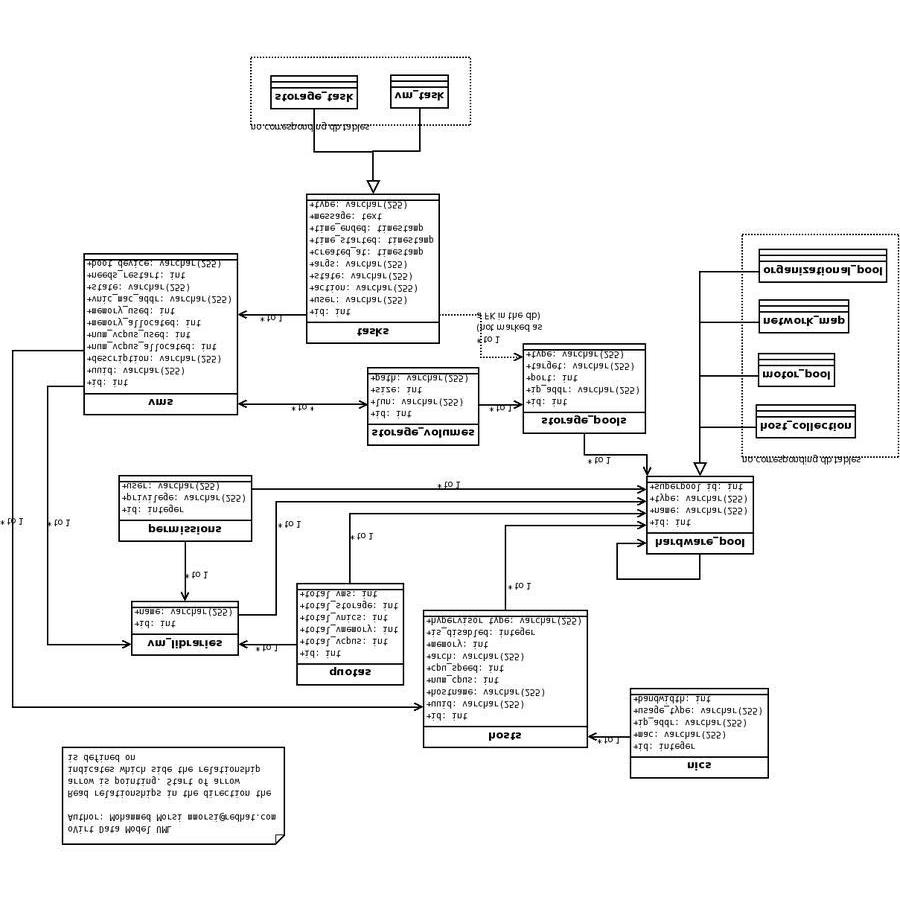 oVirt Data Model UML
Author: Mohammed Morsi mmorsi@redhat.com
Read relationships in the direction the
arrow is pointing. Start of arrow
indicates which side the relationship
is defined on
nics
+id: integer
+mac: varchar(255)
+ip_addr: varchar(255)
+usage_type: varchar(255)
+bandwidth: int
* to 1
hosts
+id: int
+uuid: varchar(255)
+hostname: varchar(255)
+num_cpus: int
+cpu_speed: int
+arch: varchar(255)
+memory: int
+is_disabled: integer
+hypervisor_type: varchar(255)
* to 1
quotas
+id: int
+total_vcpus: int
+total_vmemory: int
+total_vnics: int
+total_storage: int
+total_vms: int
* to 1
* to 1
vm_libraries
+id: int
+name: varchar(255)
* to 1
* to 1
permissions
+id: integer
+privilege: varchar(255)
+user: varchar(255)
* to 1
* to 1
* to 1
hardware_pool
+id: int
+name: varchar(255)
+type: varchar(255)
+superpool_id: int
no corresponding db tables
host_collection
motor_pool
network_map
organizational_pool
* to 1
storage_pools
+id: int
+ip_addr: varchar(255)
+port: int
+target: varchar(255)
+type: varchar(255)
* to 1
storage_volumes
+id: int
+lun: varchar(255)
+size: int
+path: varchar(255)
* to *
vms
+id: int
+uuid: varchar(255)
+description: varchar(255)
+num_vcpus_allocated: int
+num_vcpus_used: int
+memory_allocated: int
+memory_used: int
+vnic_mac_addr: varchar(255)
+state: varchar(255)
+needs_restart: int
+boot_device: varchar(255)
* to 1
* to 1
(not marked as
a FK in the db)
tasks
+id: int
+user: varchar(255)
+action: varchar(255)
+state: varchar(255)
+args: varchar(255)
+created_at: timestamp
+time_started: timestamp
+time_ended: timestamp
+message: text
+type: varchar(255)
no corresponding db tables
storage_task
vm_task